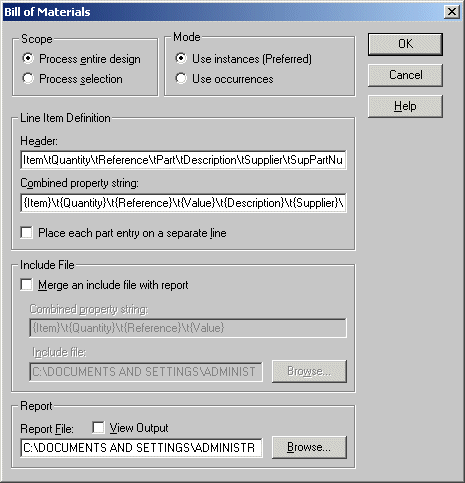 Bill of Materials
Scope
Process entire design
Process selection
Mode
Use instances (Preferred)
Use occurrences
OK
Cancel
Help
Line Item Definition
Header:
Item\tQuantity\tReference\tPart\tDescription\tSupplier\tSupPartNu
Combined property string:
{Item}\t{Quantity}\t{Reference}\t{Value}\t{Description}\t{Supplier}\
Place each part entry on a separate line
Include File
Merge an include file with report
Combined property string:
{Item}\t{Quantity}\t{Reference}\t{Value}
Include file:
C:\DOCUMENTS AND SETTINGS\ADMINIST
Browse...
Report
Report File:
View Output
C:\DOCUMENTS AND SETTINGS\ADMINISTR
Browse...